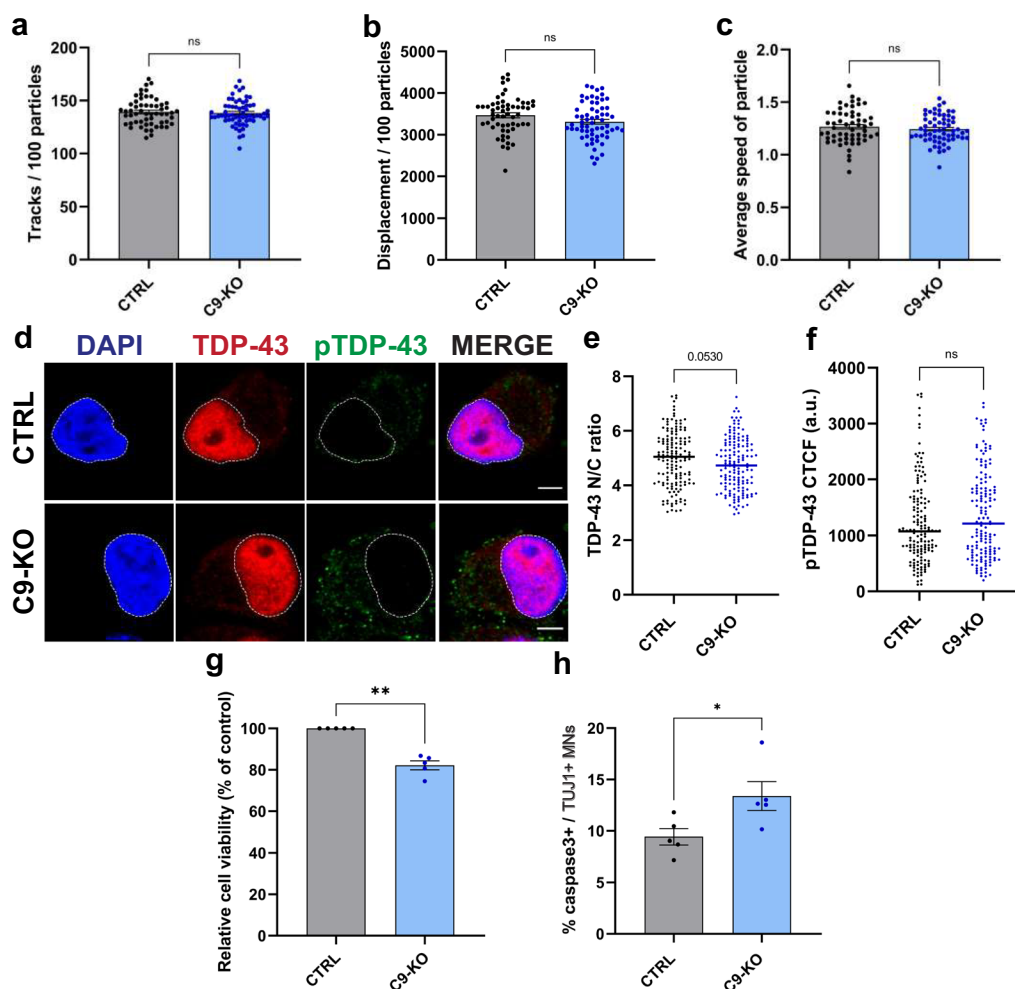 a
Tracks / 100 particles
200
150
100
50
0
ns
CTRL
C9-KO
b
Displacement / 100 particles
5000
4000
3000
2000
1000
0
ns
CTRL
C9-KO
c
Average speed of particle
2.0
1.5
1.0
0.5
0.0
ns
CTRL
C9-KO
d
DAPI TDP-43 pTDP-43 MERGE
CTRL
C9-KO
e
TDP-43 N/C ratio
8
6
4
2
0
0.0530
CTRL
C9-KO
f
pTDP-43 CTCF (a.u.)
4000
3000
2000
1000
0
ns
CTRL
C9-KO
g
Relative cell viability (% of control)
100
80
60
40
20
0
**
CTRL
C9-KO
h
% caspase3+ / TUJ1+ MNs
20
15
10
5
0
*
CTRL
C9-KO